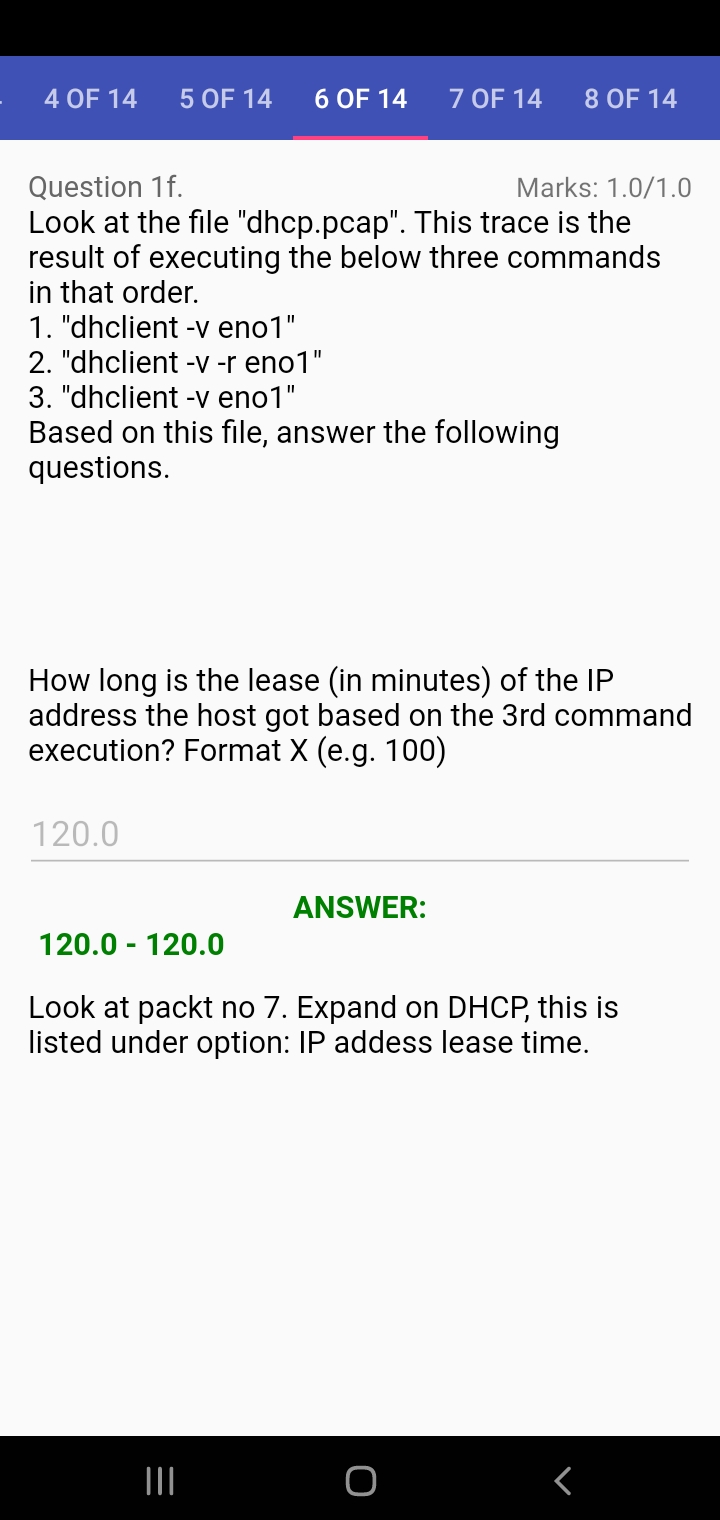 4 OF 14 5 OF 14 6 OF 14 7 OF 14 8 OF 14
Question 1f. Marks: 1.0/1.0
Look at the file "dhcp.pcap". This trace is the
result of executing the below three commands
in that order.
1. "dhclient -v eno1"
2. "dhclient -v -r eno1"
3. "dhclient -v eno1"
Based on this file, answer the following
questions.
How long is the lease (in minutes) of the IP
address the host got based on the 3rd command
execution? Format X (e.g. 100)
120.0
ANSWER:
120.0 - 120.0
Look at packt no 7. Expand on DHCP, this is
listed under option: IP addess lease time.